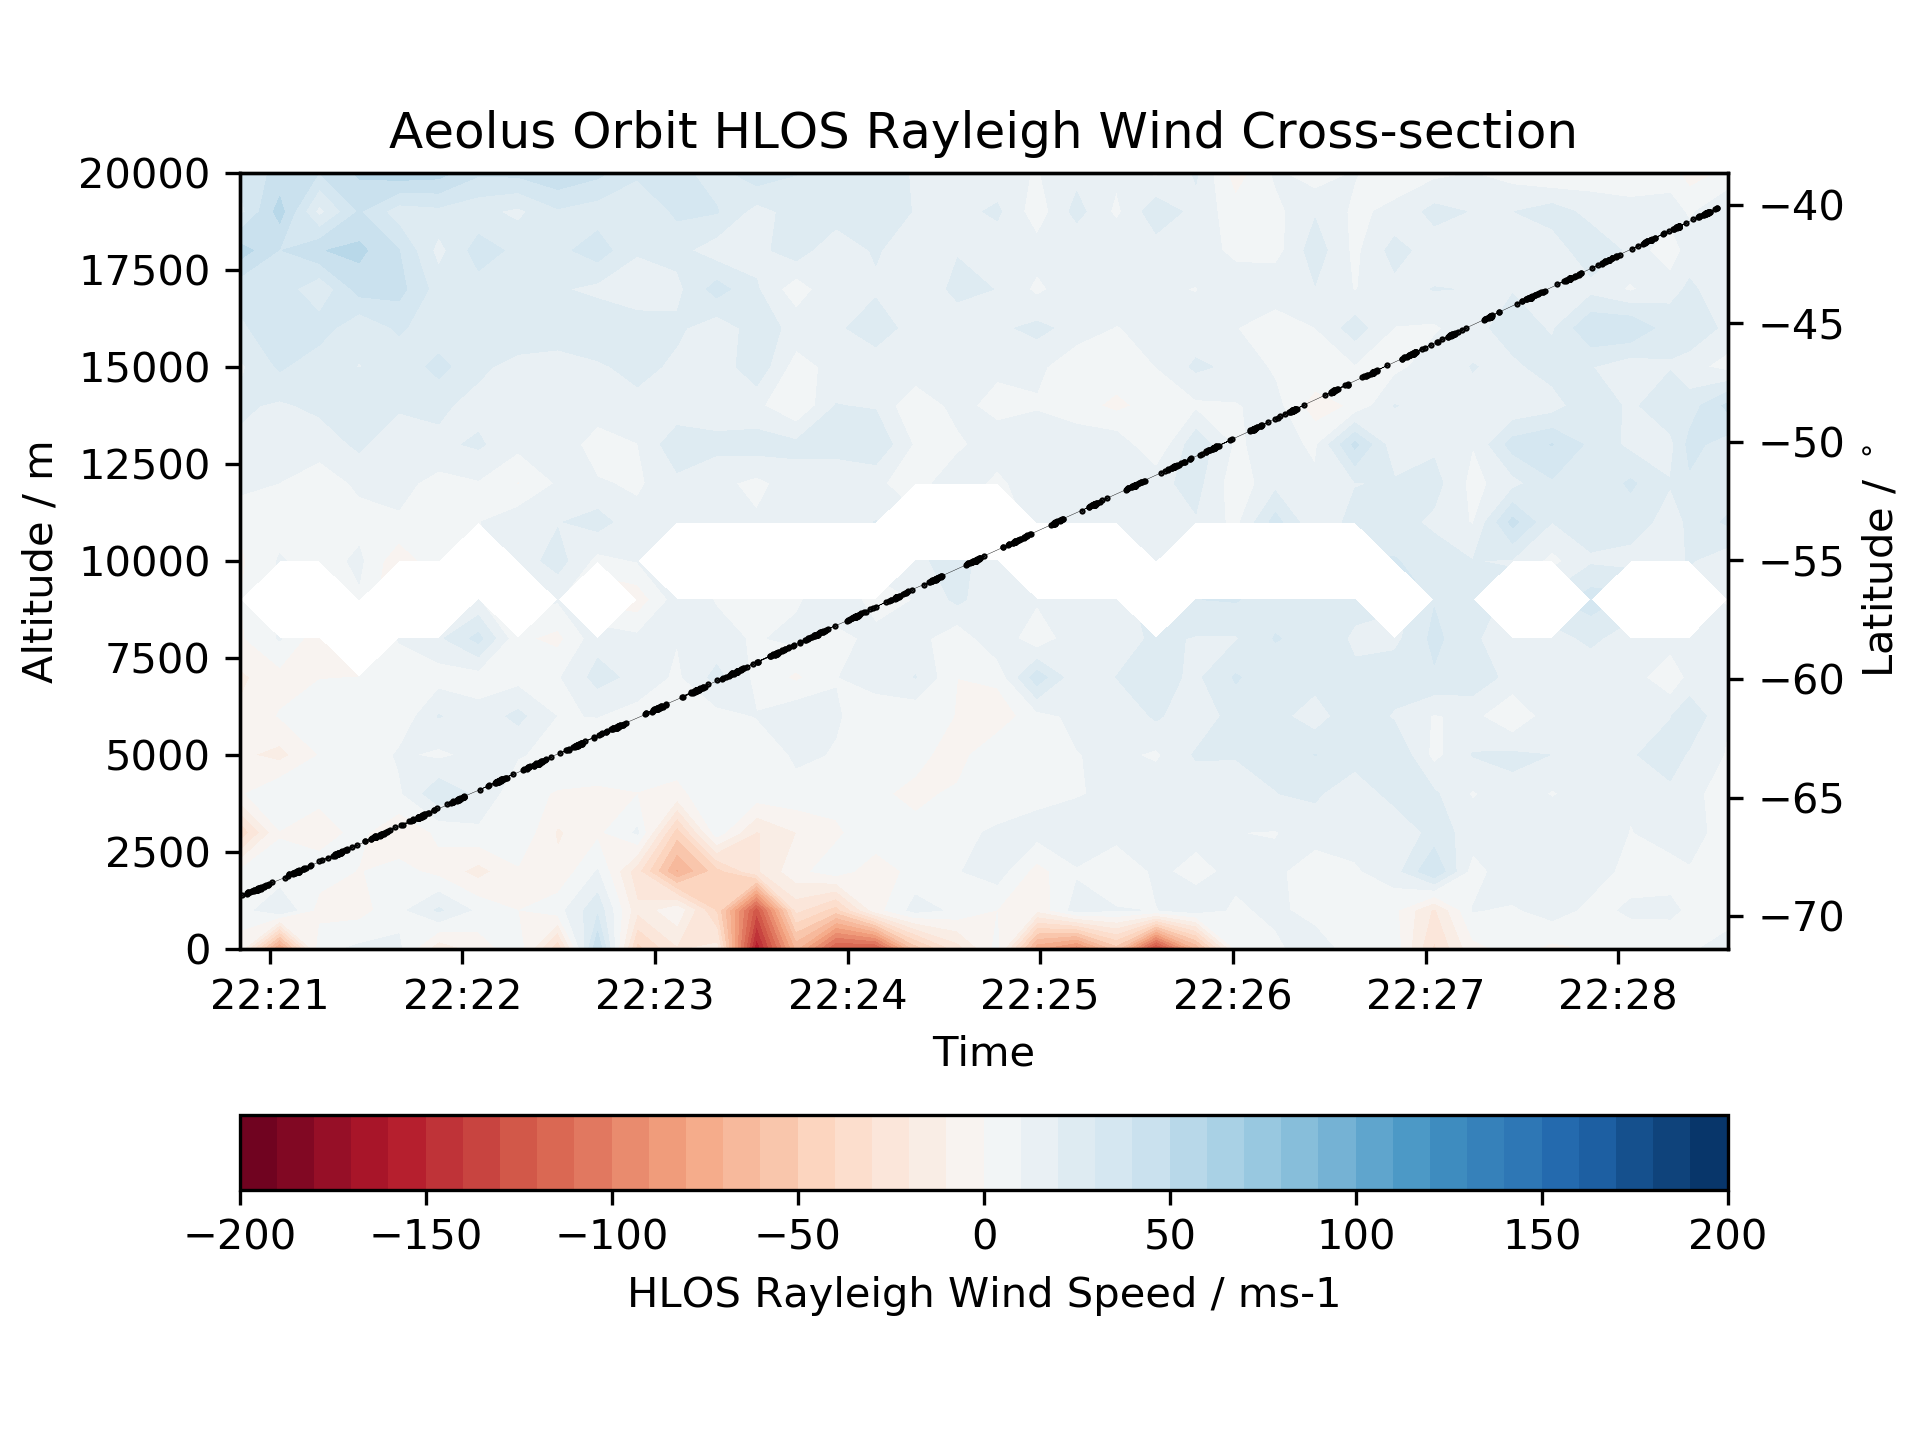 Aeolus Orbit HLOS Rayleigh Wind Cross-section
20000
17500
15000
12500
10000
7500
5000
2500
0
Altitude / m
−40
−45
−50
−55
−60
−65
−70
Latitude / °
22:21 22:22 22:23 22:24 22:25 22:26 22:27 22:28
Time
−200 −150 −100 −50 0 50 100 150 200
HLOS Rayleigh Wind Speed / ms-1